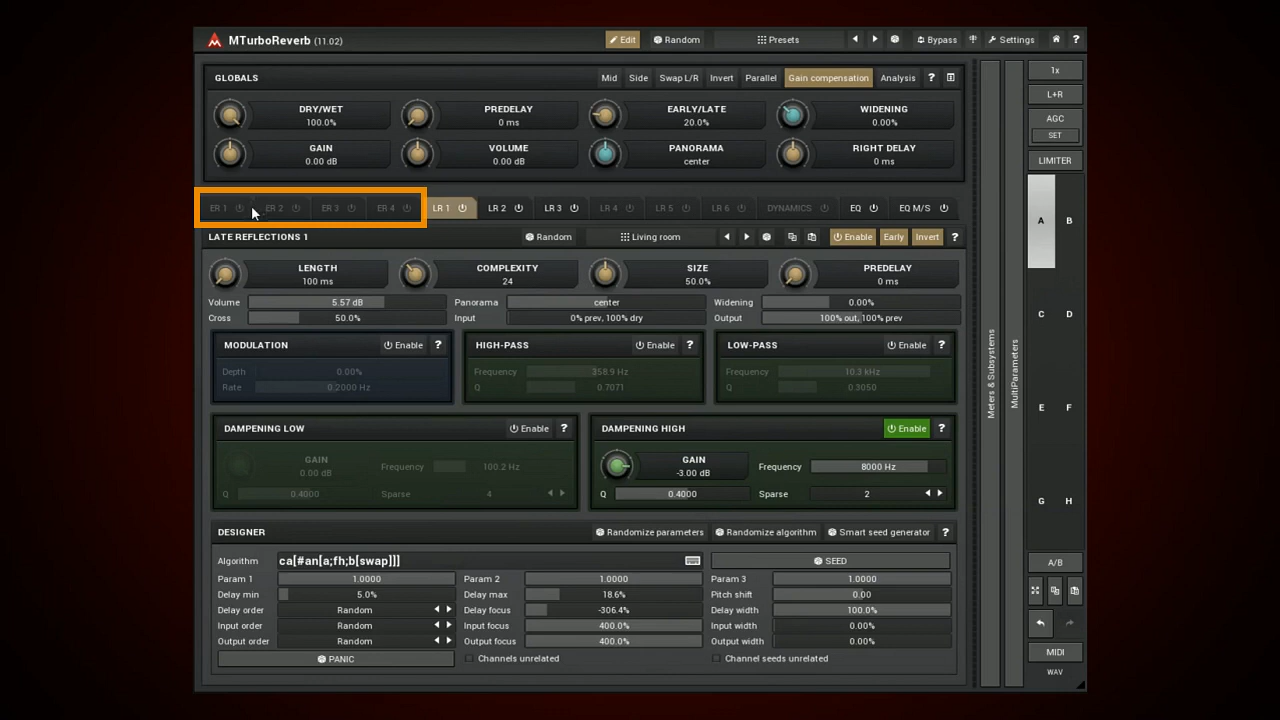 MTurboReverb (11.02) Edit Random Presets Bypass Settings ?
GLOBALS Mid Side Swap L/R Invert Parallel Gain compensation Analysis ?
DRY/WET PREDELAY EARLY/LATE WIDENING
100.0% 0 ms 20.0% 0.00%
GAIN VOLUME PANORAMA RIGHT DELAY
0.00 dB 0.00 dB center 0 ms
ER 1 ER 2 ER 3 ER 4 LR 1 LR 2 LR 3 LR 4 LR 5 LR 6 DYNAMICS EQ EQ M/S
LATE REFLECTIONS 1 Random Living room Enable Early Invert ?
LENGTH COMPLEXITY SIZE PREDELAY
100 ms 24 50.0% 0 ms
Volume 5.57 dB Panorama center Widening 0.00%
Cross 50.0% Input 0% prev, 100% dry Output 100% out, 100% prev
MODULATION Enable ? HIGH-PASS Enable ? LOW-PASS Enable ?
Depth 0.00% Frequency 358.9 Hz Frequency 10.3 kHz
Rate 0.2000 Hz Q 0.7071 Q 0.3050
DAMPENING LOW Enable ? DAMPENING HIGH Enable ?
GAIN
0.00 dB
Frequency 100.2 Hz
Q 0.4000 Sparse 4
GAIN
-3.00 dB
Frequency 8000 Hz
Q 0.4000 Sparse 2
DESIGNER Randomize parameters Randomize algorithm Smart seed generator ?
Algorithm ca[#an[a;fh;b[swap]]] SEED
Param 1 1.0000 Param 2 1.0000 Param 3 1.0000
Delay min 5.0% Delay max 18.6% Pitch shift 0.00
Delay order Random Delay focus -306.4% Delay width 100.0%
Input order Random Input focus 400.0% Input width 0.00%
Output order Random Output focus 400.0% Output width 0.00%
PANIC Channels unrelated Channel seeds unrelated
Meters & Subsystems
MultiParameters
1x
L+R
AGC
SET
LIMITER
A B
C D
E F
G H
A/B
MIDI
WAV